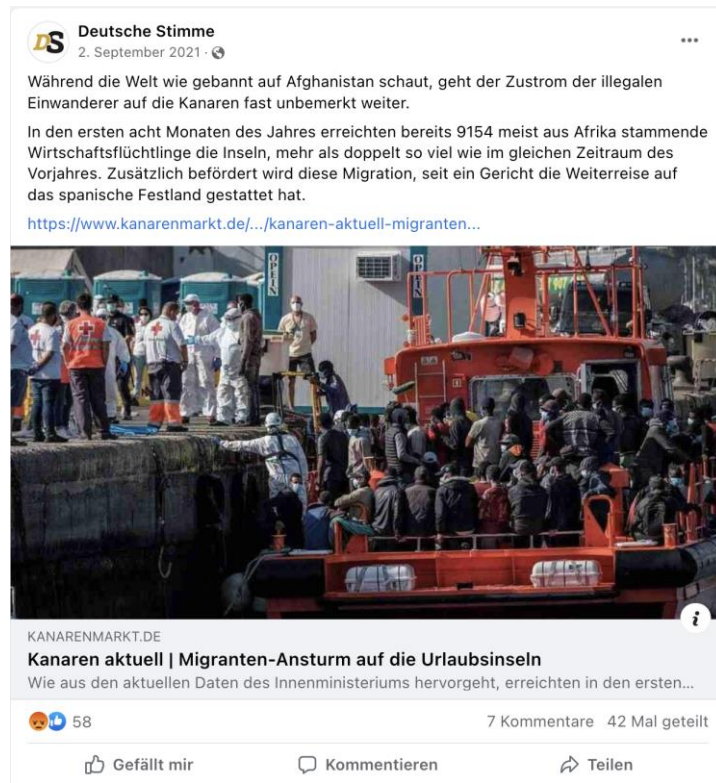 DS
Deutsche Stimme
2. September 2021 ·
Während die Welt wie gebannt auf Afghanistan schaut, geht der Zustrom der illegalen
Einwanderer auf die Kanaren fast unbemerkt weiter.
In den ersten acht Monaten des Jahres erreichten bereits 9154 meist aus Afrika stammende
Wirtschaftsflüchtlinge die Inseln, mehr als doppelt so viel wie im gleichen Zeitraum des
Vorjahres. Zusätzlich befördert wird diese Migration, seit ein Gericht die Weiterreise auf
das spanische Festland gestattet hat.
https://www.kanarenmarkt.de/.../kanaren-aktuell-migranten...
OPEIN
OPEIN
KANARENMARKT.DE
Kanaren aktuell | Migranten-Ansturm auf die Urlaubsinseln
Wie aus den aktuellen Daten des Innenministeriums hervorgeht, erreichten in den ersten...
58
7 Kommentare 42 Mal geteilt
Gefällt mir
Kommentieren
Teilen